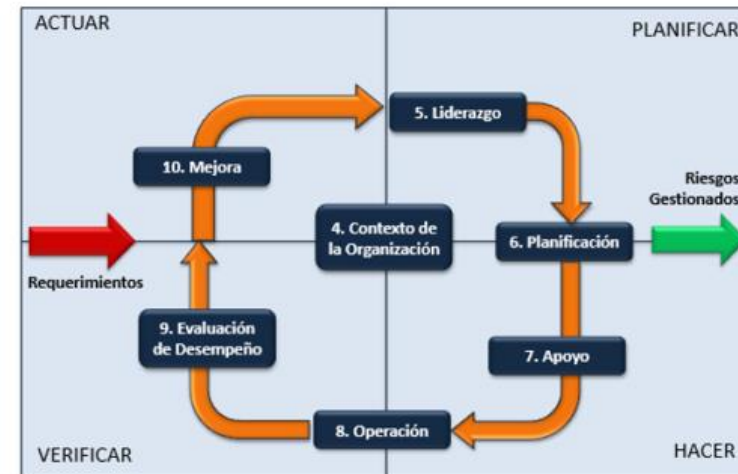 ACTUAR
PLANIFICAR
5. Liderazgo
10. Mejora
Riesgos
Gestionados
4. Contexto de
la Organización
6. Planificación
Requerimientos
9. Evaluación
de Desempeño
7. Apoyo
8. Operación
VERIFICAR
HACER